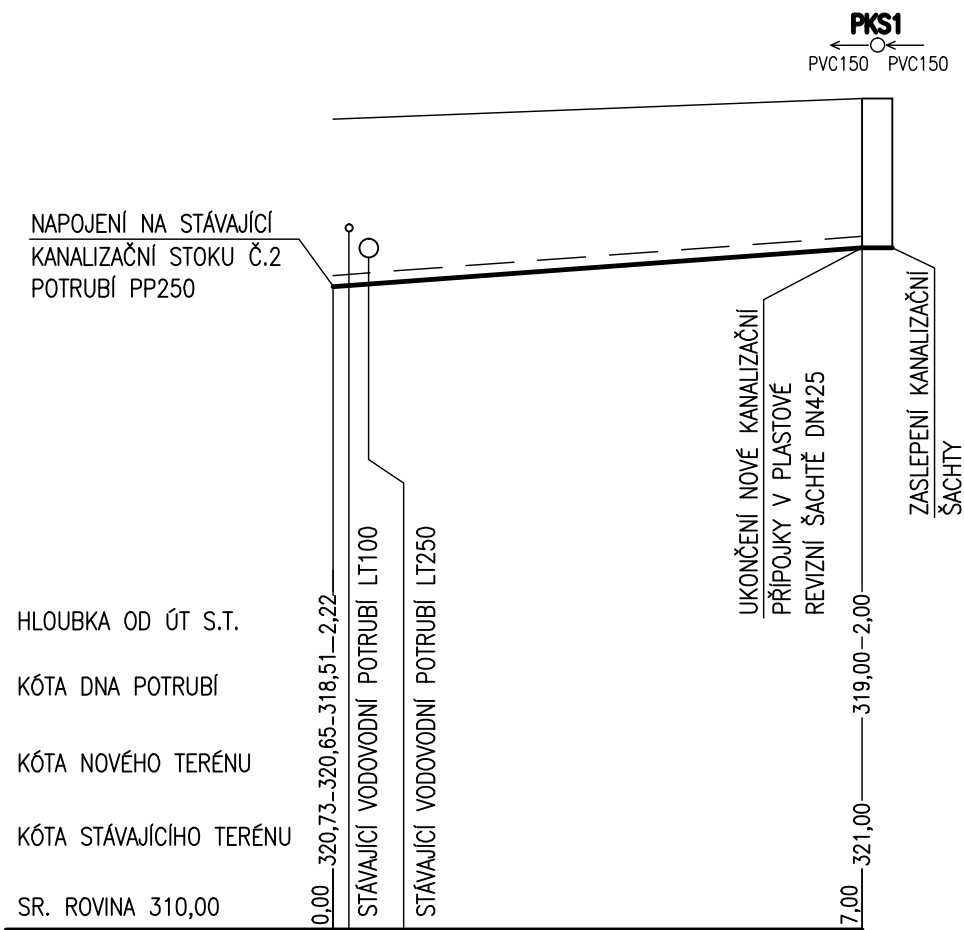 PKS1
PVC150 PVC150
NAPOJENÍ NA STÁVAJÍCÍ
KANALIZAČNÍ STOKU Č.2
POTRUBÍ PP250
UKONČENÍ NOVÉ KANALIZAČNÍ
PŘÍPOJKY V PLASTOVÉ
REVIZNÍ ŠACHTĚ DN425
ZASLEPENÍ KANALIZAČNÍ
ŠACHTY
STÁVAJÍCÍ VODOVODNÍ POTRUBÍ LT100
STÁVAJÍCÍ VODOVODNÍ POTRUBÍ LT250
HLOUBKA OD ÚT S.T. 2,22 2,00
KÓTA DNA POTRUBÍ 318,51 319,00
KÓTA NOVÉHO TERÉNU 320,65
KÓTA STÁVAJÍCÍHO TERÉNU 320,73 321,00
SR. ROVINA 310,00 0,00 7,00